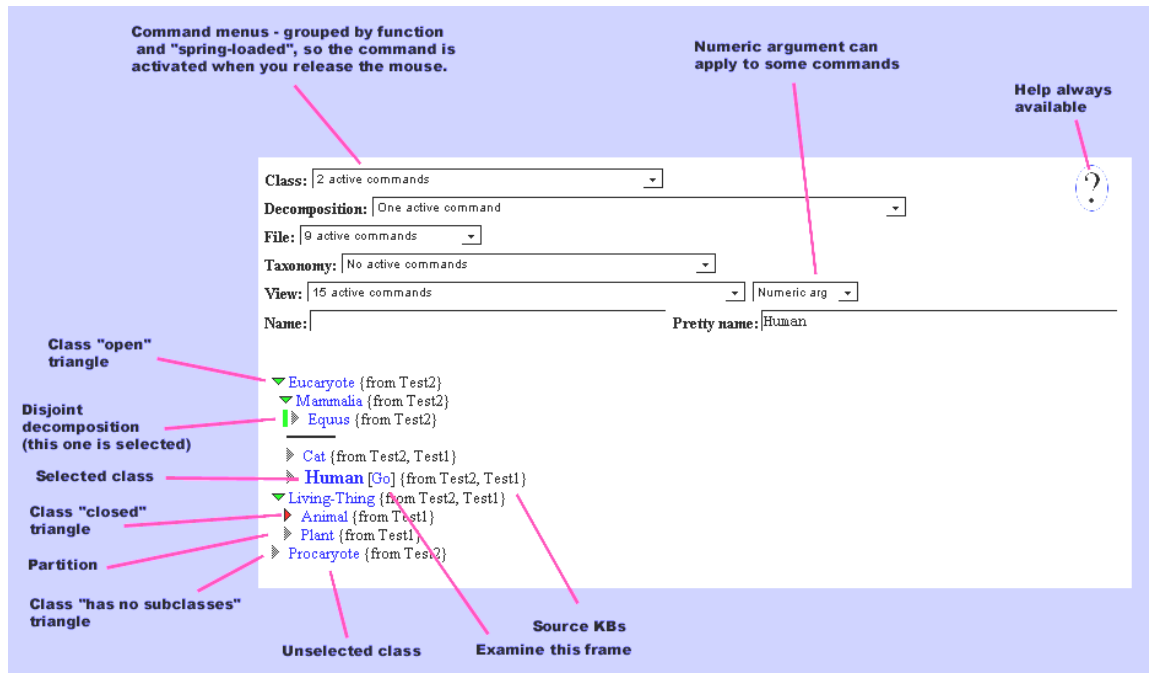 Command menus - grouped by function
and "spring-loaded", so the command is
activated when you release the mouse.
Numeric argument can
apply to some commands
Help always
available
Class: 2 active commands
?
Decomposition: One active command
File: 9 active commands
Taxonomy: No active commands
View: 15 active commands Numeric arg
Name: Pretty name: Human
Class "open"
triangle
Eucaryote {from Test2}
Mammalia {from Test2}
Disjoint
decomposition
(this one is selected)
Equus {from Test2}
Cat {from Test2, Test1}
Selected class
Human [Go] {from Test2, Test1}
Living-Thing {from Test2, Test1}
Class "closed"
triangle
Animal {from Test1}
Plant {from Test1}
Partition
Procaryote {from Test2}
Class "has no subclasses"
triangle
Source KBs
Unselected class
Examine this frame